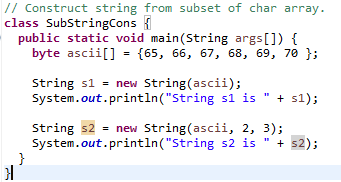 // Construct string from subset of char array.
class SubStringCons {
public static void main(String args[]) {
byte ascii[] = {65, 66, 67, 68, 69, 70 };
String s1 = new String(ascii);
System.out.println("String s1 is " + s1);
String s2 = new String(ascii, 2, 3);
System.out.println("String s2 is " + s2);
}
}